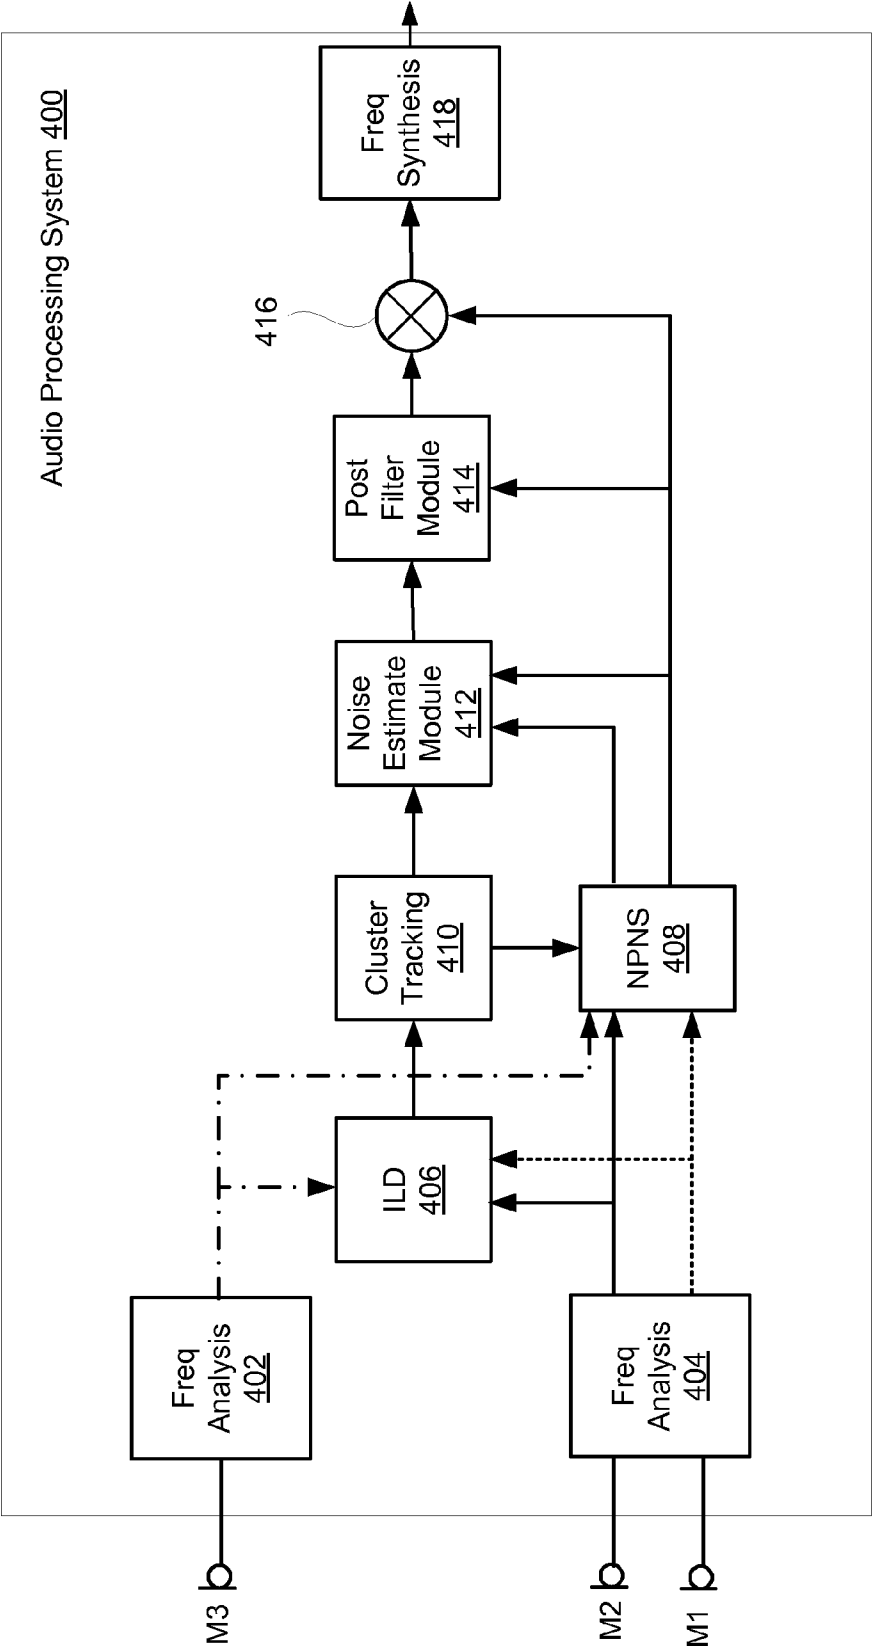 Audio Processing System 400
M3
Freq
Analysis
402
M2
M1
Freq
Analysis
404
ILD
406
Cluster
Tracking
410
NPNS
408
Noise
Estimate
Module
412
Post
Filter
Module
414
416
Freq
Synthesis
418